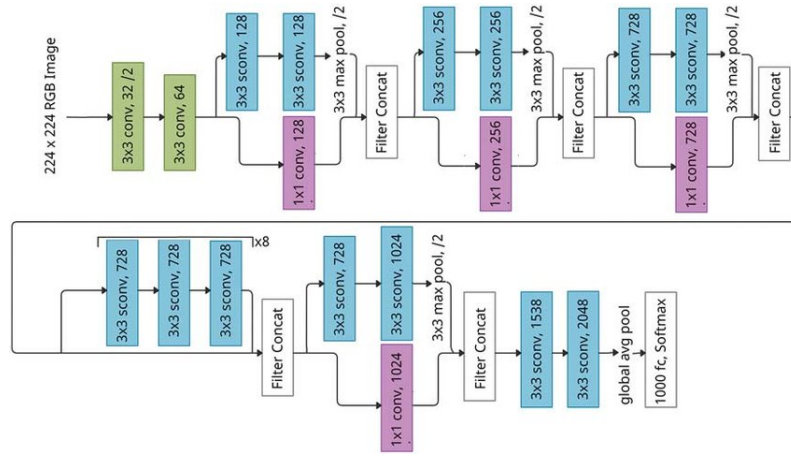 224 x 224 RGB Image
3x3 conv, 32 /2
3x3 conv, 64
3x3 sconv, 128
3x3 sconv, 128
3x3 max pool, /2
1x1 conv, 128
Filter Concat
3x3 sconv, 256
3x3 sconv, 256
3x3 max pool, /2
1x1 conv, 256
Filter Concat
3x3 sconv, 728
3x3 sconv, 728
3x3 max pool, /2
1x1 conv, 728
Filter Concat
3x3 sconv, 728
3x3 sconv, 728
3x3 sconv, 728
x8
Filter Concat
3x3 sconv, 728
3x3 sconv, 1024
3x3 max pool, /2
1x1 conv, 1024
Filter Concat
3x3 sconv, 1538
3x3 sconv, 2048
global avg pool
1000 fc, Softmax